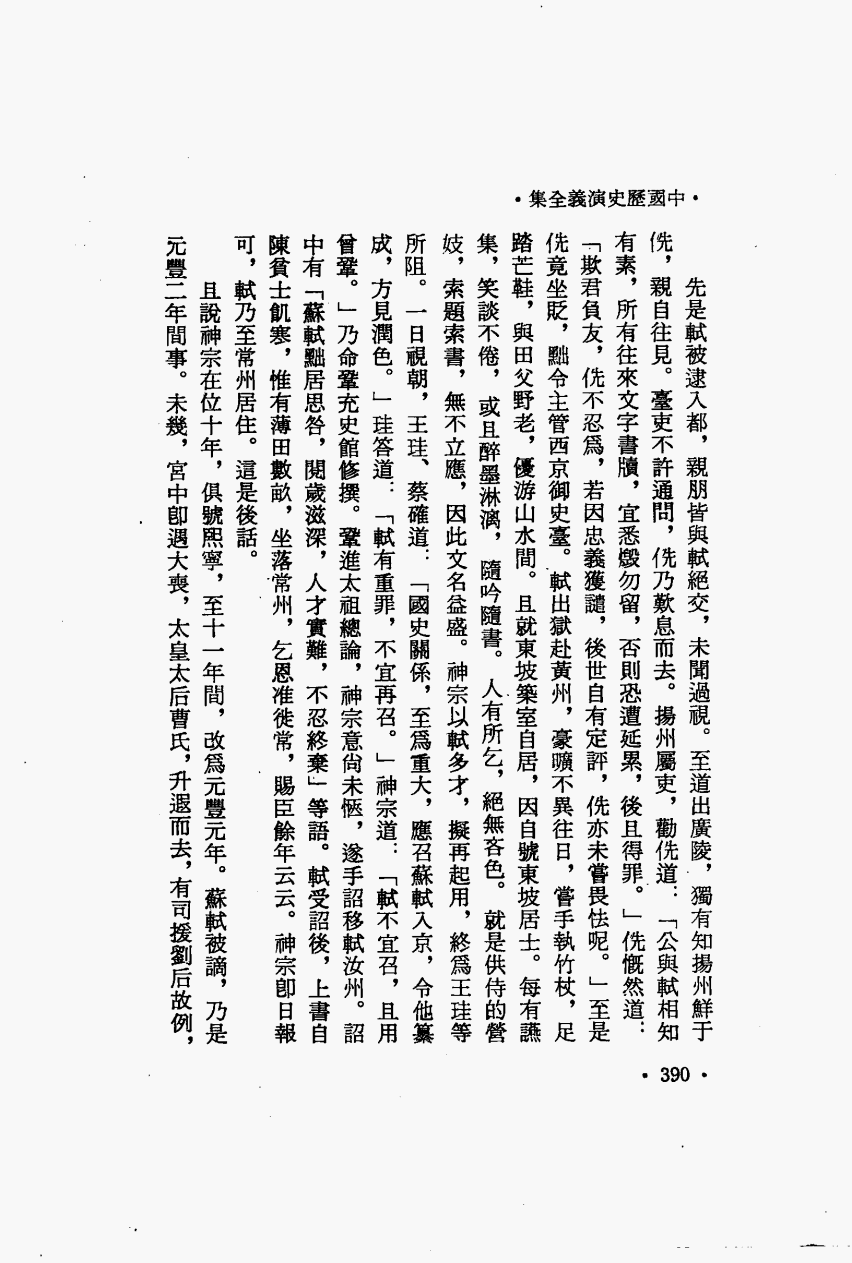 ·中國歷史演義全集·
先是軾被逮入都，親朋皆與軾絕交，未聞過視。至道出廣陵，獨有知揚州鮮于
侁，親自往見。臺吏不許通問，侁乃歎息而去。揚州屬吏，勸侁道：「公與軾相知
有素，所有往來文字書牘，宜悉燬勿留，否則恐遭延累，後且得罪。」侁慨然道：
「欺君負友，侁不忍爲，若因忠義獲譴，後世自有定評，侁亦未嘗畏怯呢。」至是
侁竟坐貶，黜令主管西京御史臺。軾出獄赴黃州，豪曠不異往日，嘗手執竹杖，足
踏芒鞋，與田父野老，優游山水間。且就東坡築室自居，因自號東坡居士。每有讌
集，笑談不倦，或且醉墨淋漓，隨吟隨書。人有所乞，絕無吝色。就是供侍的營
妓，索題索書，無不立應，因此文名益盛。神宗以軾多才，擬再起用，終爲王珪等
所阻。一日視朝，王珪、蔡確道：「國史關係，至爲重大，應召蘇軾入京，令他纂
成，方見潤色。」珪答道：「軾有重罪，不宜再召。」神宗道：「軾不宜召，且用
曾鞏。」乃命鞏充史館修撰。鞏進太祖總論，神宗意尙未愜，遂手詔移軾汝州。詔
中有「蘇軾黜居思咎，閱歲滋深，人才實難，不忍終棄」等語。軾受詔後，上書自
陳貧士飢寒，惟有薄田數畝，坐落常州，乞恩准徙常，賜臣餘年云云。神宗卽日報
可，軾乃至常州居住。這是後話。
且說神宗在位十年，俱號熙寧，至十一年間，改爲元豐元年。蘇軾被謫，乃是
元豐二年間事。未幾，宮中卽遇大喪，太皇太后曹氏，升遐而去，有司援劉后故例，
·390·